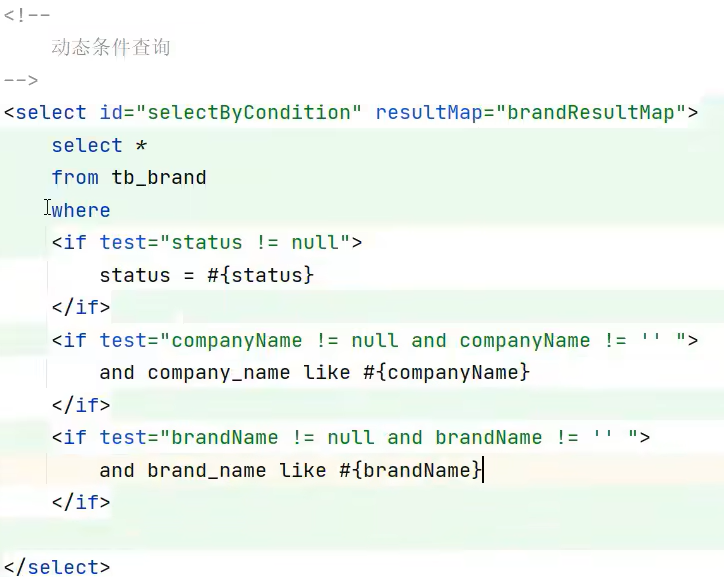 <!--
    动态条件查询
-->
<select id="selectByCondition" resultMap="brandResultMap">
    select *
    from tb_brand
    where
    <if test="status != null">
        status = #{status}
    </if>
    <if test="companyName != null and companyName != '' ">
        and company_name like #{companyName}
    </if>
    <if test="brandName != null and brandName != '' ">
        and brand_name like #{brandName}
    </if>
</select>